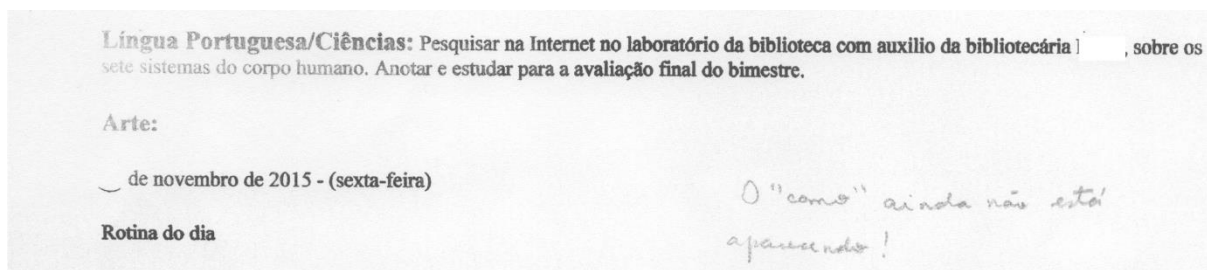 Língua Portuguesa/Ciências: Pesquisar na Internet no laboratório da biblioteca com auxilio da bibliotecária , sobre os
sete sistemas do corpo humano. Anotar e estudar para a avaliação final do bimestre.
Arte:
_ de novembro de 2015 - (sexta-feira)
O "como" ainda não está
aparecendo!
Rotina do dia